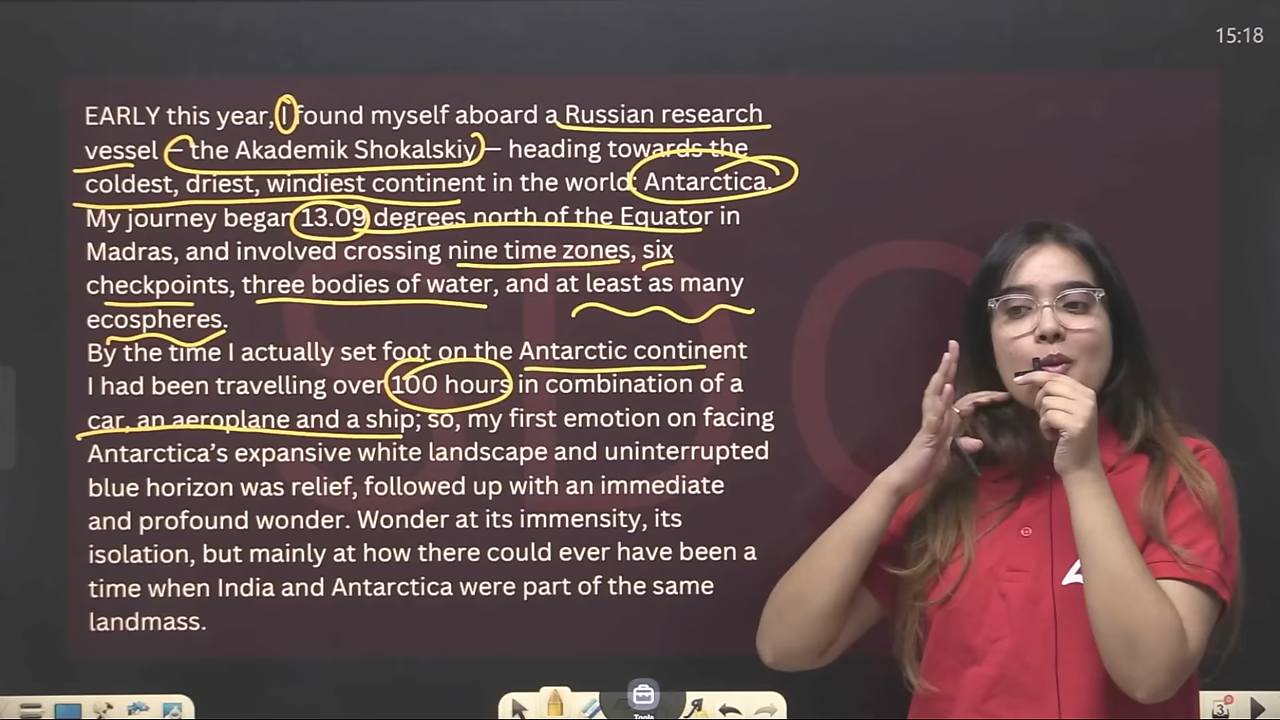 15:18
EARLY this year, I found myself aboard a Russian research
vessel — the Akademik Shokalskiy — heading towards the
coldest, driest, windiest continent in the world: Antarctica.
My journey began 13.09 degrees north of the Equator in
Madras, and involved crossing nine time zones, six
checkpoints, three bodies of water, and at least as many
ecospheres.
By the time I actually set foot on the Antarctic continent
I had been travelling over 100 hours in combination of a
car, an aeroplane and a ship; so, my first emotion on facing
Antarctica’s expansive white landscape and uninterrupted
blue horizon was relief, followed up with an immediate
and profound wonder. Wonder at its immensity, its
isolation, but mainly at how there could ever have been a
time when India and Antarctica were part of the same
landmass.
Tools
3